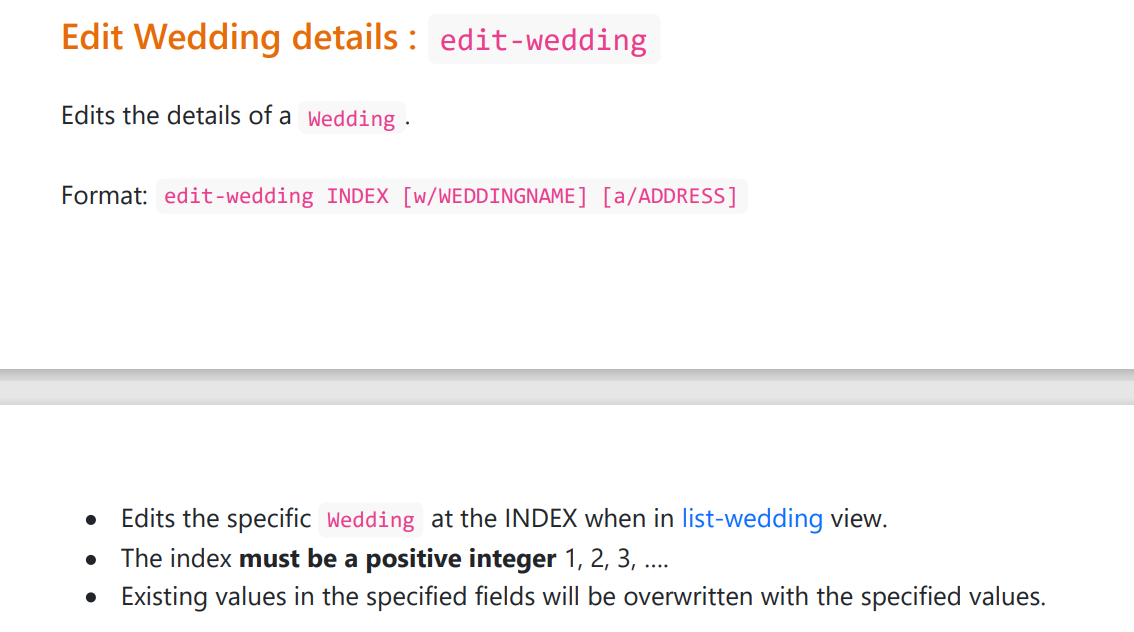 Edit Wedding details : edit-wedding
Edits the details of a Wedding .
Format: edit-wedding INDEX [w/WEDDINGNAME] [a/ADDRESS]
• Edits the specific Wedding at the INDEX when in list-wedding view.
• The index must be a positive integer 1, 2, 3, ....
• Existing values in the specified fields will be overwritten with the specified values.